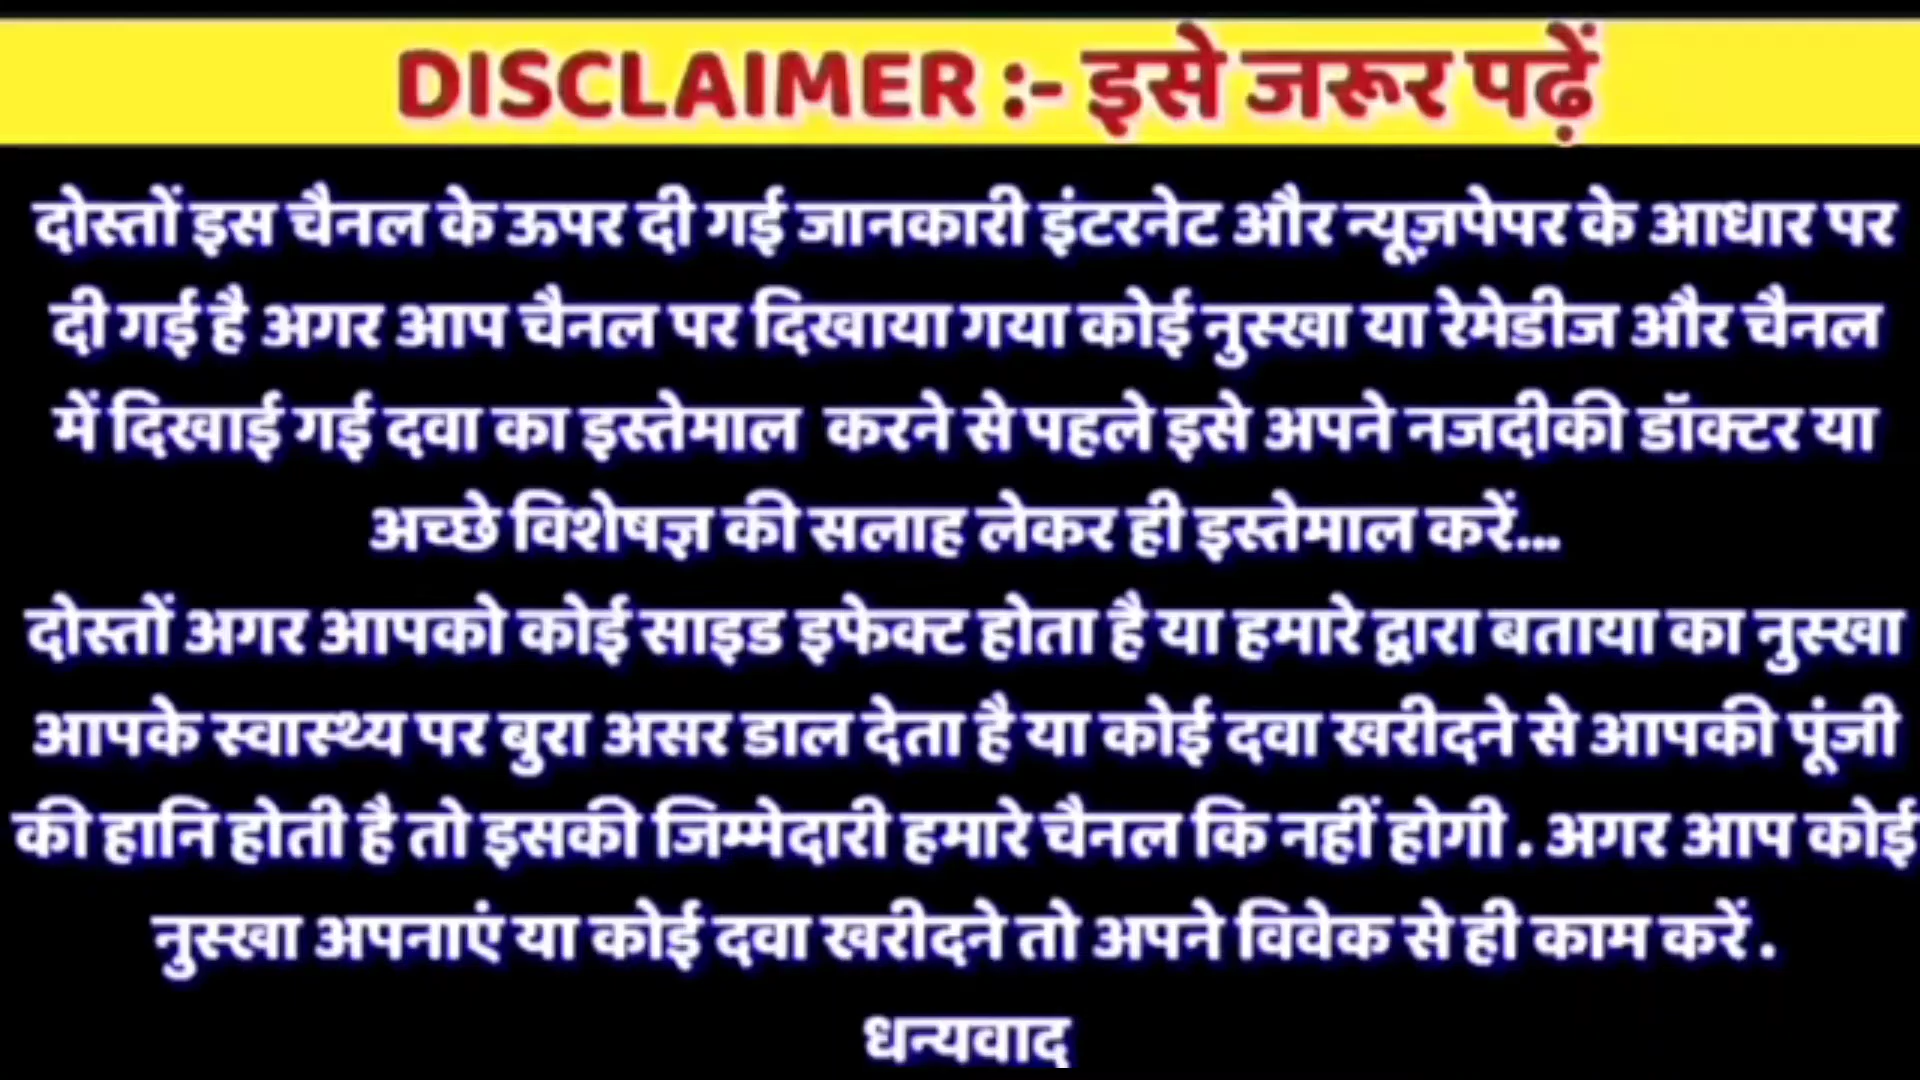 DISCLAIMER :- इसे जरूर पढ़ें
दोस्तों इस चैनल के ऊपर दी गई जानकारी इंटरनेट और न्यूज़पेपर के आधार पर
दी गई है अगर आप चैनल पर दिखाया गया कोई नुस्खा या रेमेडीज और चैनल
में दिखाई गई दवा का इस्तेमाल करने से पहले इसे अपने नजदीकी डॉक्टर या
अच्छे विशेषज्ञ की सलाह लेकर ही इस्तेमाल करें...
दोस्तों अगर आपको कोई साइड इफेक्ट होता है या हमारे द्वारा बताया का नुस्खा
आपके स्वास्थ्य पर बुरा असर डाल देता है या कोई दवा खरीदने से आपकी पूंजी
की हानि होती है तो इसकी जिम्मेदारी हमारे चैनल कि नहीं होगी . अगर आप कोई
नुस्खा अपनाएं या कोई दवा खरीदने तो अपने विवेक से ही काम करें .
धन्यवाद